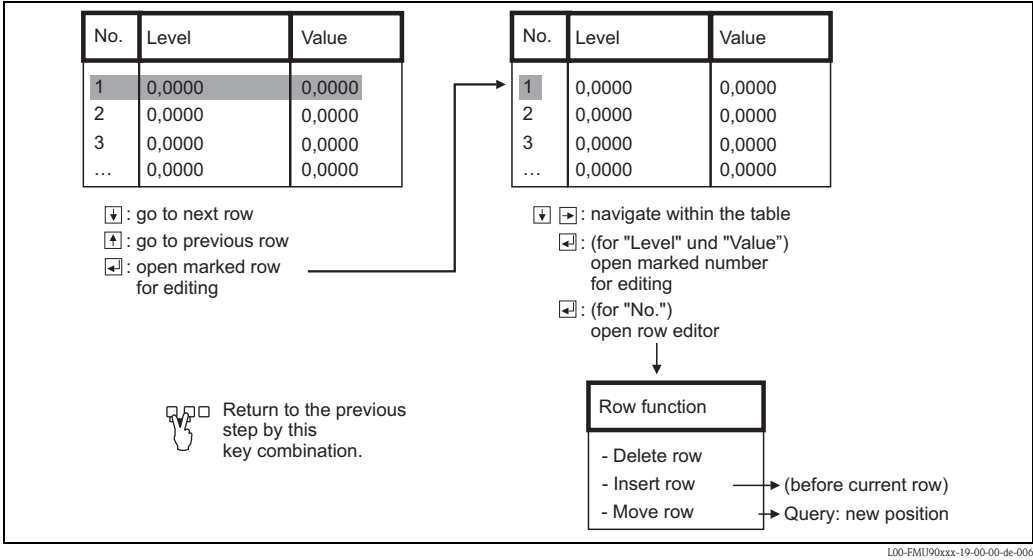 No. Level Value
1 0,0000 0,0000
2 0,0000 0,0000
3 0,0000 0,0000
... 0,0000 0,0000
: go to next row
: go to previous row
: open marked row
for editing
Return to the previous
step by this
key combination.
No. Level Value
1 0,0000 0,0000
2 0,0000 0,0000
3 0,0000 0,0000
... 0,0000 0,0000
: navigate within the table
: (for "Level" und "Value")
open marked number
for editing
: (for "No.")
open row editor
Row function
- Delete row
- Insert row (before current row)
- Move row Query: new position
L00-FMU90xxx-19-00-00-de-006